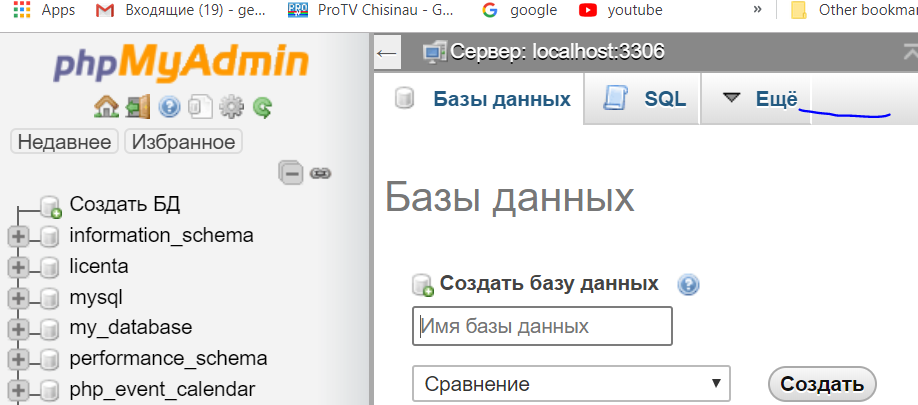 Apps Входящие (19) - ge... ProTV Chisinau - G... google youtube » Other bookmar
phpMyAdmin
Недавнее Избранное
Создать БД
information_schema
licenta
mysql
my_database
performance_schema
php_event_calendar
← Сервер: localhost:3306
Базы данных SQL Ещё
Базы данных
Создать базу данных
Имя базы данных
Сравнение Создать